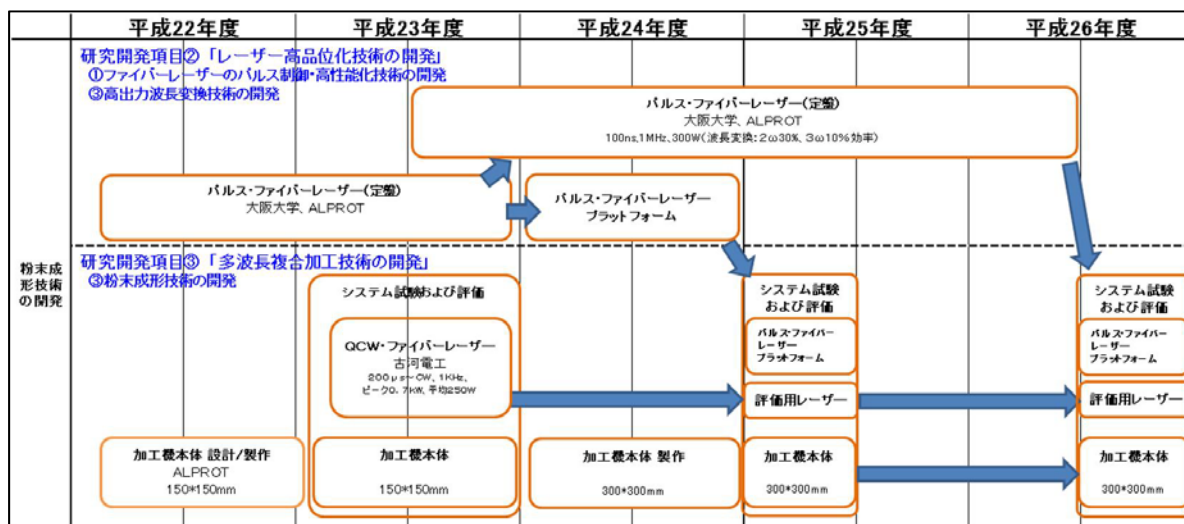 平成22年度 平成23年度 平成24年度 平成25年度 平成26年度
研究開発項目②「レーザー高品位化技術の開発」
①ファイバーレーザーのパルス制御・高性能化技術の開発
③高出力波長変換技術の開発
パルス・ファイバーレーザー(定盤)
大阪大学、ALPROT
100ns,1MHz、300W(波長変換:2ω30%、3ω10%効率)
パルス・ファイバーレーザー(定盤)
大阪大学、ALPROT
パルス・ファイバーレーザー
プラットフォーム
粉末成
形技術
の開発
研究開発項目③「多波長複合加工技術の開発」
③粉末成形技術の開発
システム試験および評価
QCW・ファイバーレーザー
古河電工
200μs~CW、1KHz、
ピーク0.7kW、平均250W
システム試験
および評価
パルス・ファイバー
レーザー
プラットフォーム
評価用レーザー
システム試験
および評価
パルス・ファイバー
レーザー
プラットフォーム
評価用レーザー
加工機本体 設計/製作
ALPROT
150*150mm
加工機本体
150*150mm
加工機本体 製作
300*300mm
加工機本体
300*300mm
加工機本体
300*300mm